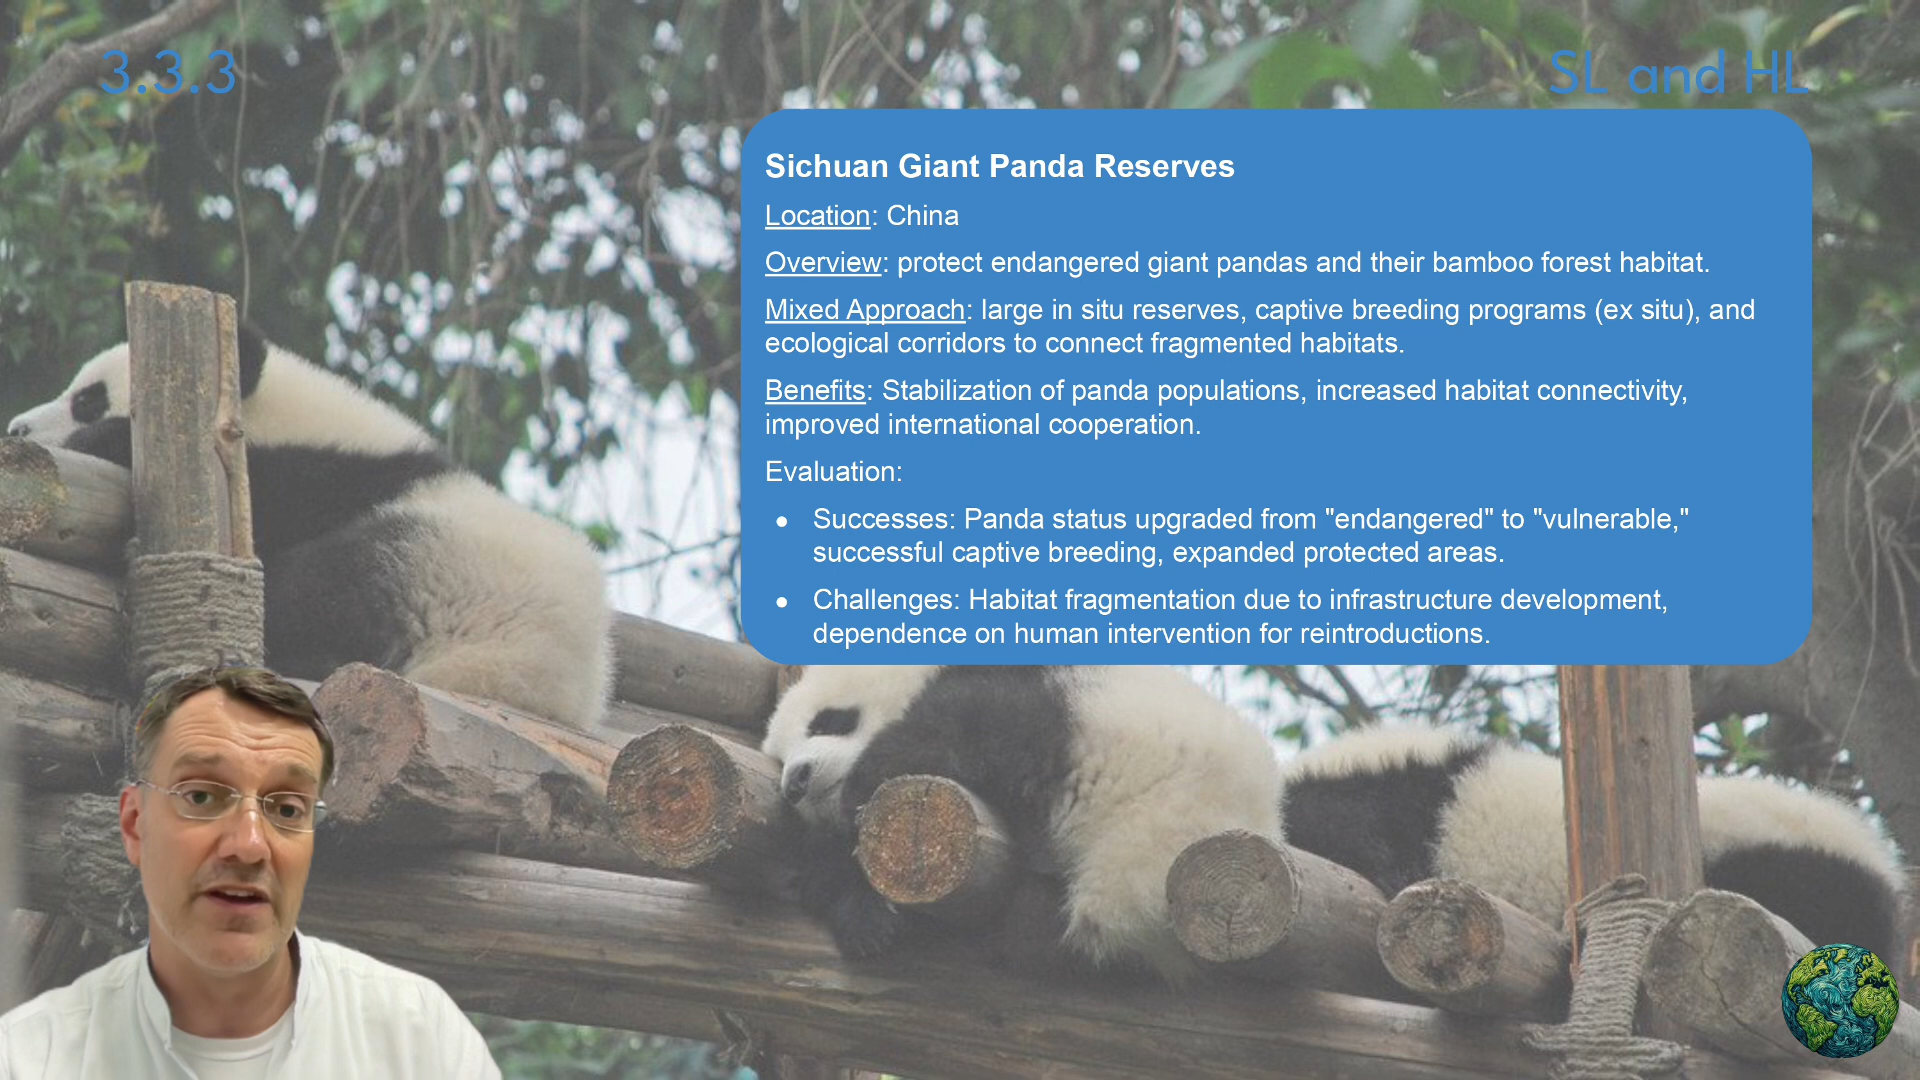 3.3.3
SL and HL
Sichuan Giant Panda Reserves
Location: China
Overview: protect endangered giant pandas and their bamboo forest habitat.
Mixed Approach: large in situ reserves, captive breeding programs (ex situ), and
ecological corridors to connect fragmented habitats.
Benefits: Stabilization of panda populations, increased habitat connectivity,
improved international cooperation.
Evaluation:
● Successes: Panda status upgraded from "endangered" to "vulnerable,"
successful captive breeding, expanded protected areas.
● Challenges: Habitat fragmentation due to infrastructure development,
dependence on human intervention for reintroductions.